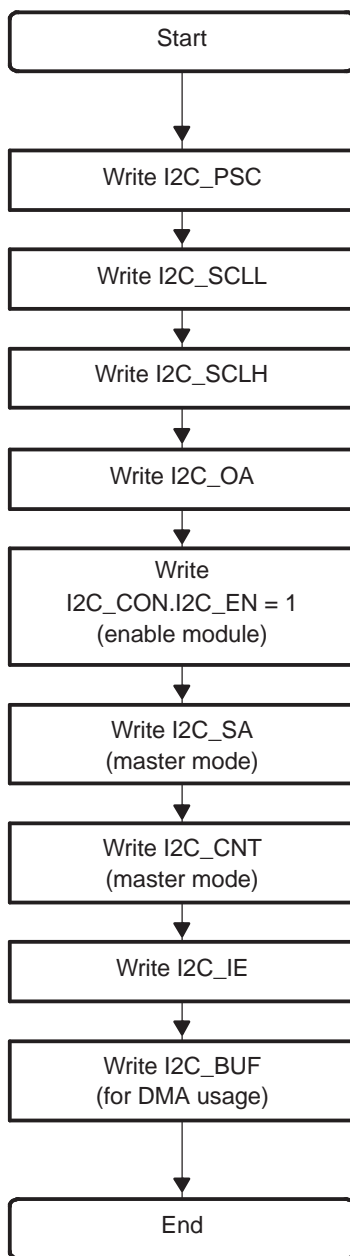 Start
Write I2C_PSC
Write I2C_SCLL
Write I2C_SCLH
Write I2C_OA
Write
I2C_CON.I2C_EN = 1
(enable module)
Write I2C_SA
(master mode)
Write I2C_CNT
(master mode)
Write I2C_IE
Write I2C_BUF
(for DMA usage)
End